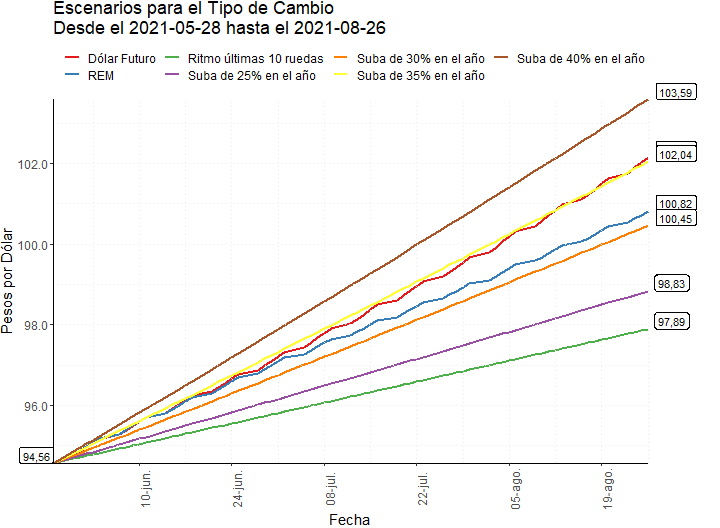 Escenarios para el Tipo de Cambio
Desde el 2021-05-28 hasta el 2021-08-26
Dólar Futuro Ritmo últimas 10 ruedas Suba de 30% en el año Suba de 40% en el año
REM Suba de 25% en el año Suba de 35% en el año
103,59
102.0
102,04
100,82
100,45
100.0
98,83
98.0
97,89
96.0
94,56
Pesos por Dólar
10-jun.
24-jun.
08-jul.
22-jul.
05-ago.
19-ago.
Fecha